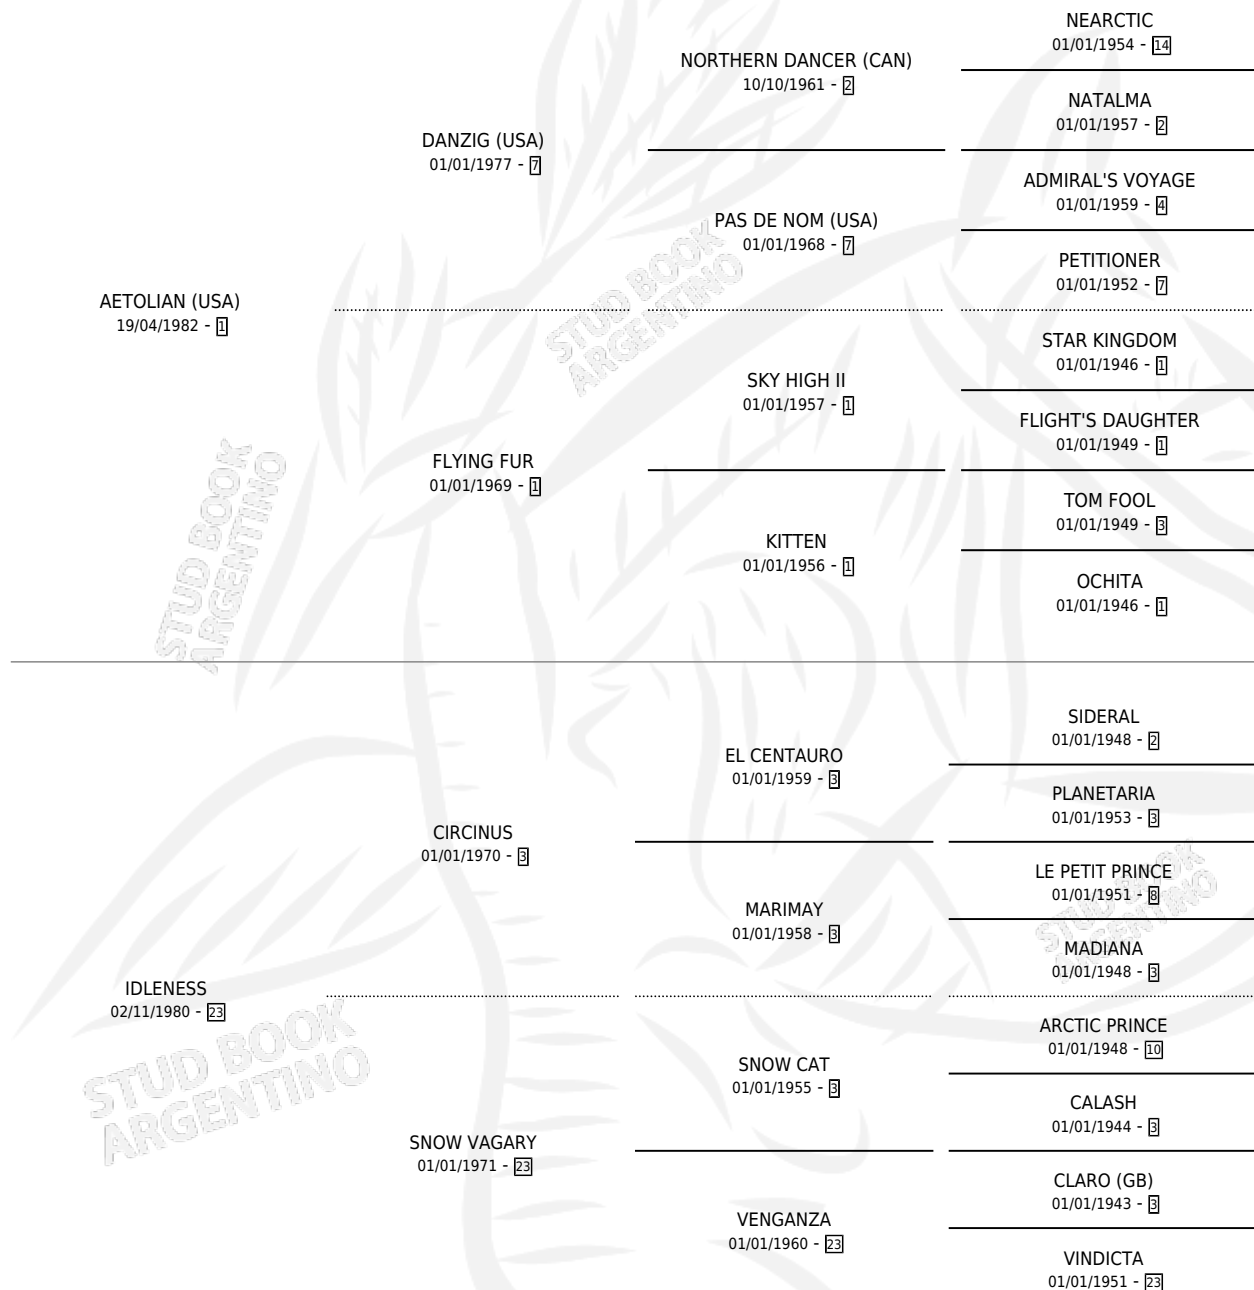 NEARCTIC
01/01/1954 - 14
NORTHERN DANCER (CAN)
10/10/1961 - 2
NATALMA
01/01/1957 - 2
DANZIG (USA)
01/01/1977 - 7
ADMIRAL'S VOYAGE
01/01/1959 - 4
PAS DE NOM (USA)
01/01/1968 - 7
PETITIONER
01/01/1952 - 7
AETOLIAN (USA)
19/04/1982 - 1
STAR KINGDOM
01/01/1946 - 1
SKY HIGH II
01/01/1957 - 1
FLIGHT'S DAUGHTER
01/01/1949 - 1
FLYING FUR
01/01/1969 - 1
TOM FOOL
01/01/1949 - 3
KITTEN
01/01/1956 - 1
OCHITA
01/01/1946 - 1
SIDERAL
01/01/1948 - 2
EL CENTAURO
01/01/1959 - 3
PLANETARIA
01/01/1953 - 3
CIRCINUS
01/01/1970 - 3
LE PETIT PRINCE
01/01/1951 - 8
MARIMAY
01/01/1958 - 3
MADIANA
01/01/1948 - 3
IDLENESS
02/11/1980 - 23
ARCTIC PRINCE
01/01/1948 - 10
SNOW CAT
01/01/1955 - 3
CALASH
01/01/1944 - 3
SNOW VAGARY
01/01/1971 - 23
CLARO (GB)
01/01/1943 - 3
VENGANZA
01/01/1960 - 23
VINDICTA
01/01/1951 - 23
STUD BOOK
ARGENTINO
STUD BOOK
ARGENTINO
STUD BOOK
ARGENTINO
STUD BOOK
ARGENTINO